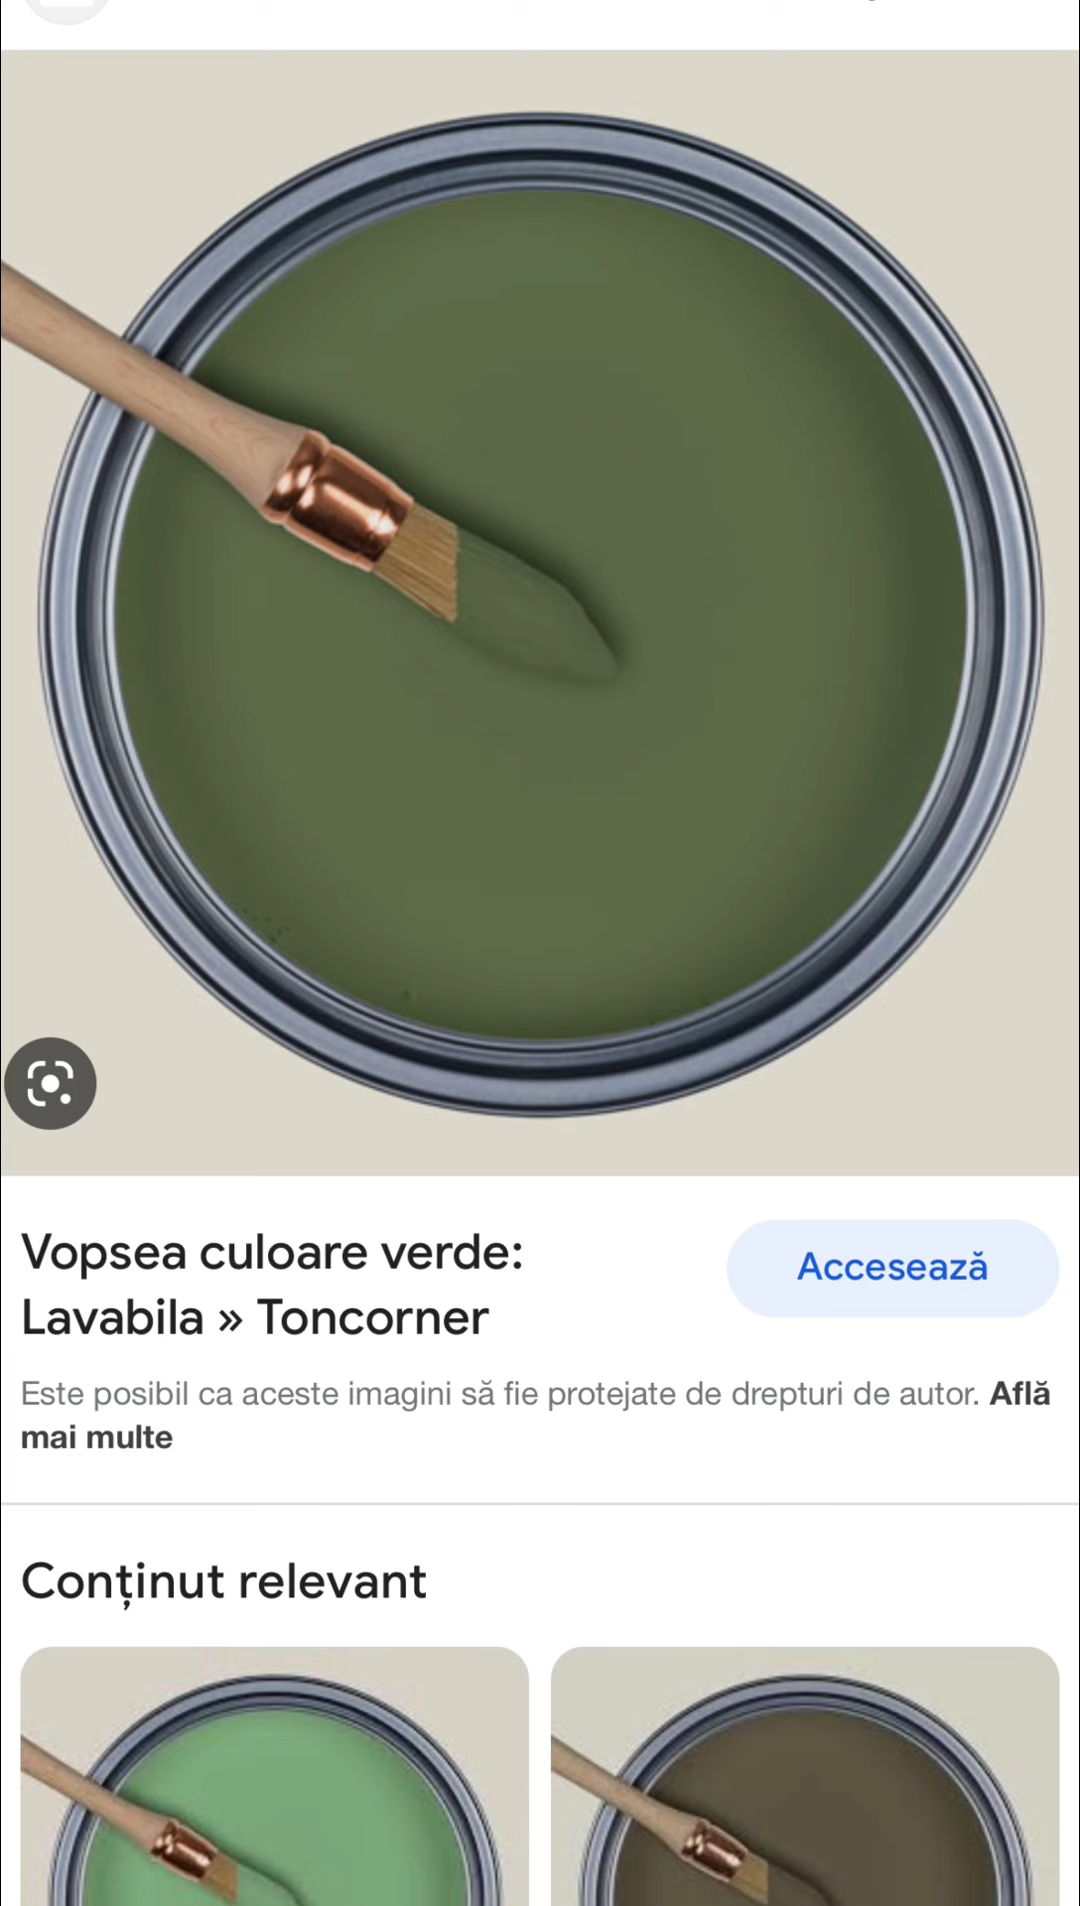 Vopsea culoare verde:
Lavabila » Toncorner
Accesează
Este posibil ca aceste imagini să fie protejate de drepturi de autor. Află
mai multe
Conținut relevant